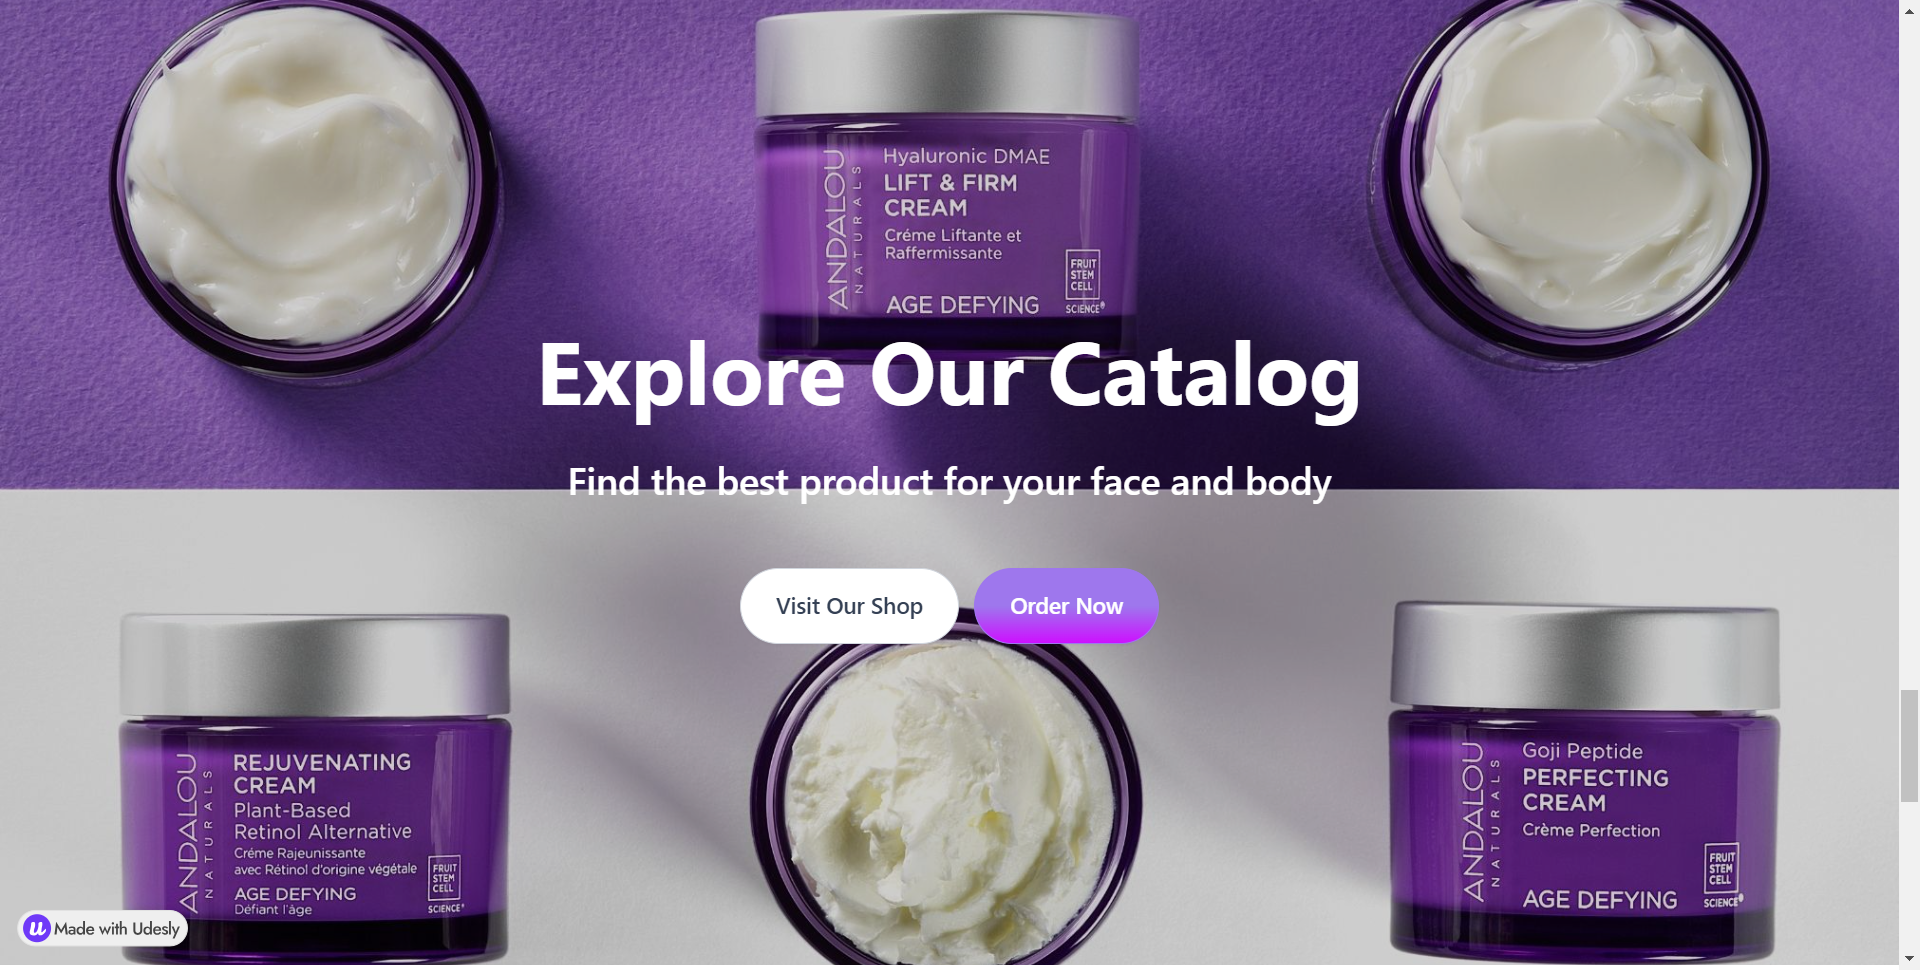 ANDALOU
NATURALS
Hyaluronic DMAE
LIFT & FIRM
CREAM
Créme Liftante et
Raffermissante
AGE DEFYING
FRUIT
STEM
CELL
SCIENCE®
Explore Our Catalog
Find the best product for your face and body
Visit Our Shop
Order Now
ANDALOU
NATURALS
REJUVENATING
CREAM
Plant-Based
Retinol Alternative
Créme Rajeunissante
avec Rétinol d'origine végétale
AGE DEFYING
Défiant l'âge
FRUIT
STEM
CELL
SCIENCE®
ANDALOU
NATURALS
Goji Peptide
PERFECTING
CREAM
Crème Perfection
AGE DEFYING
FRUIT
STEM
CELL
SCIENCE®
u Made with Udesly